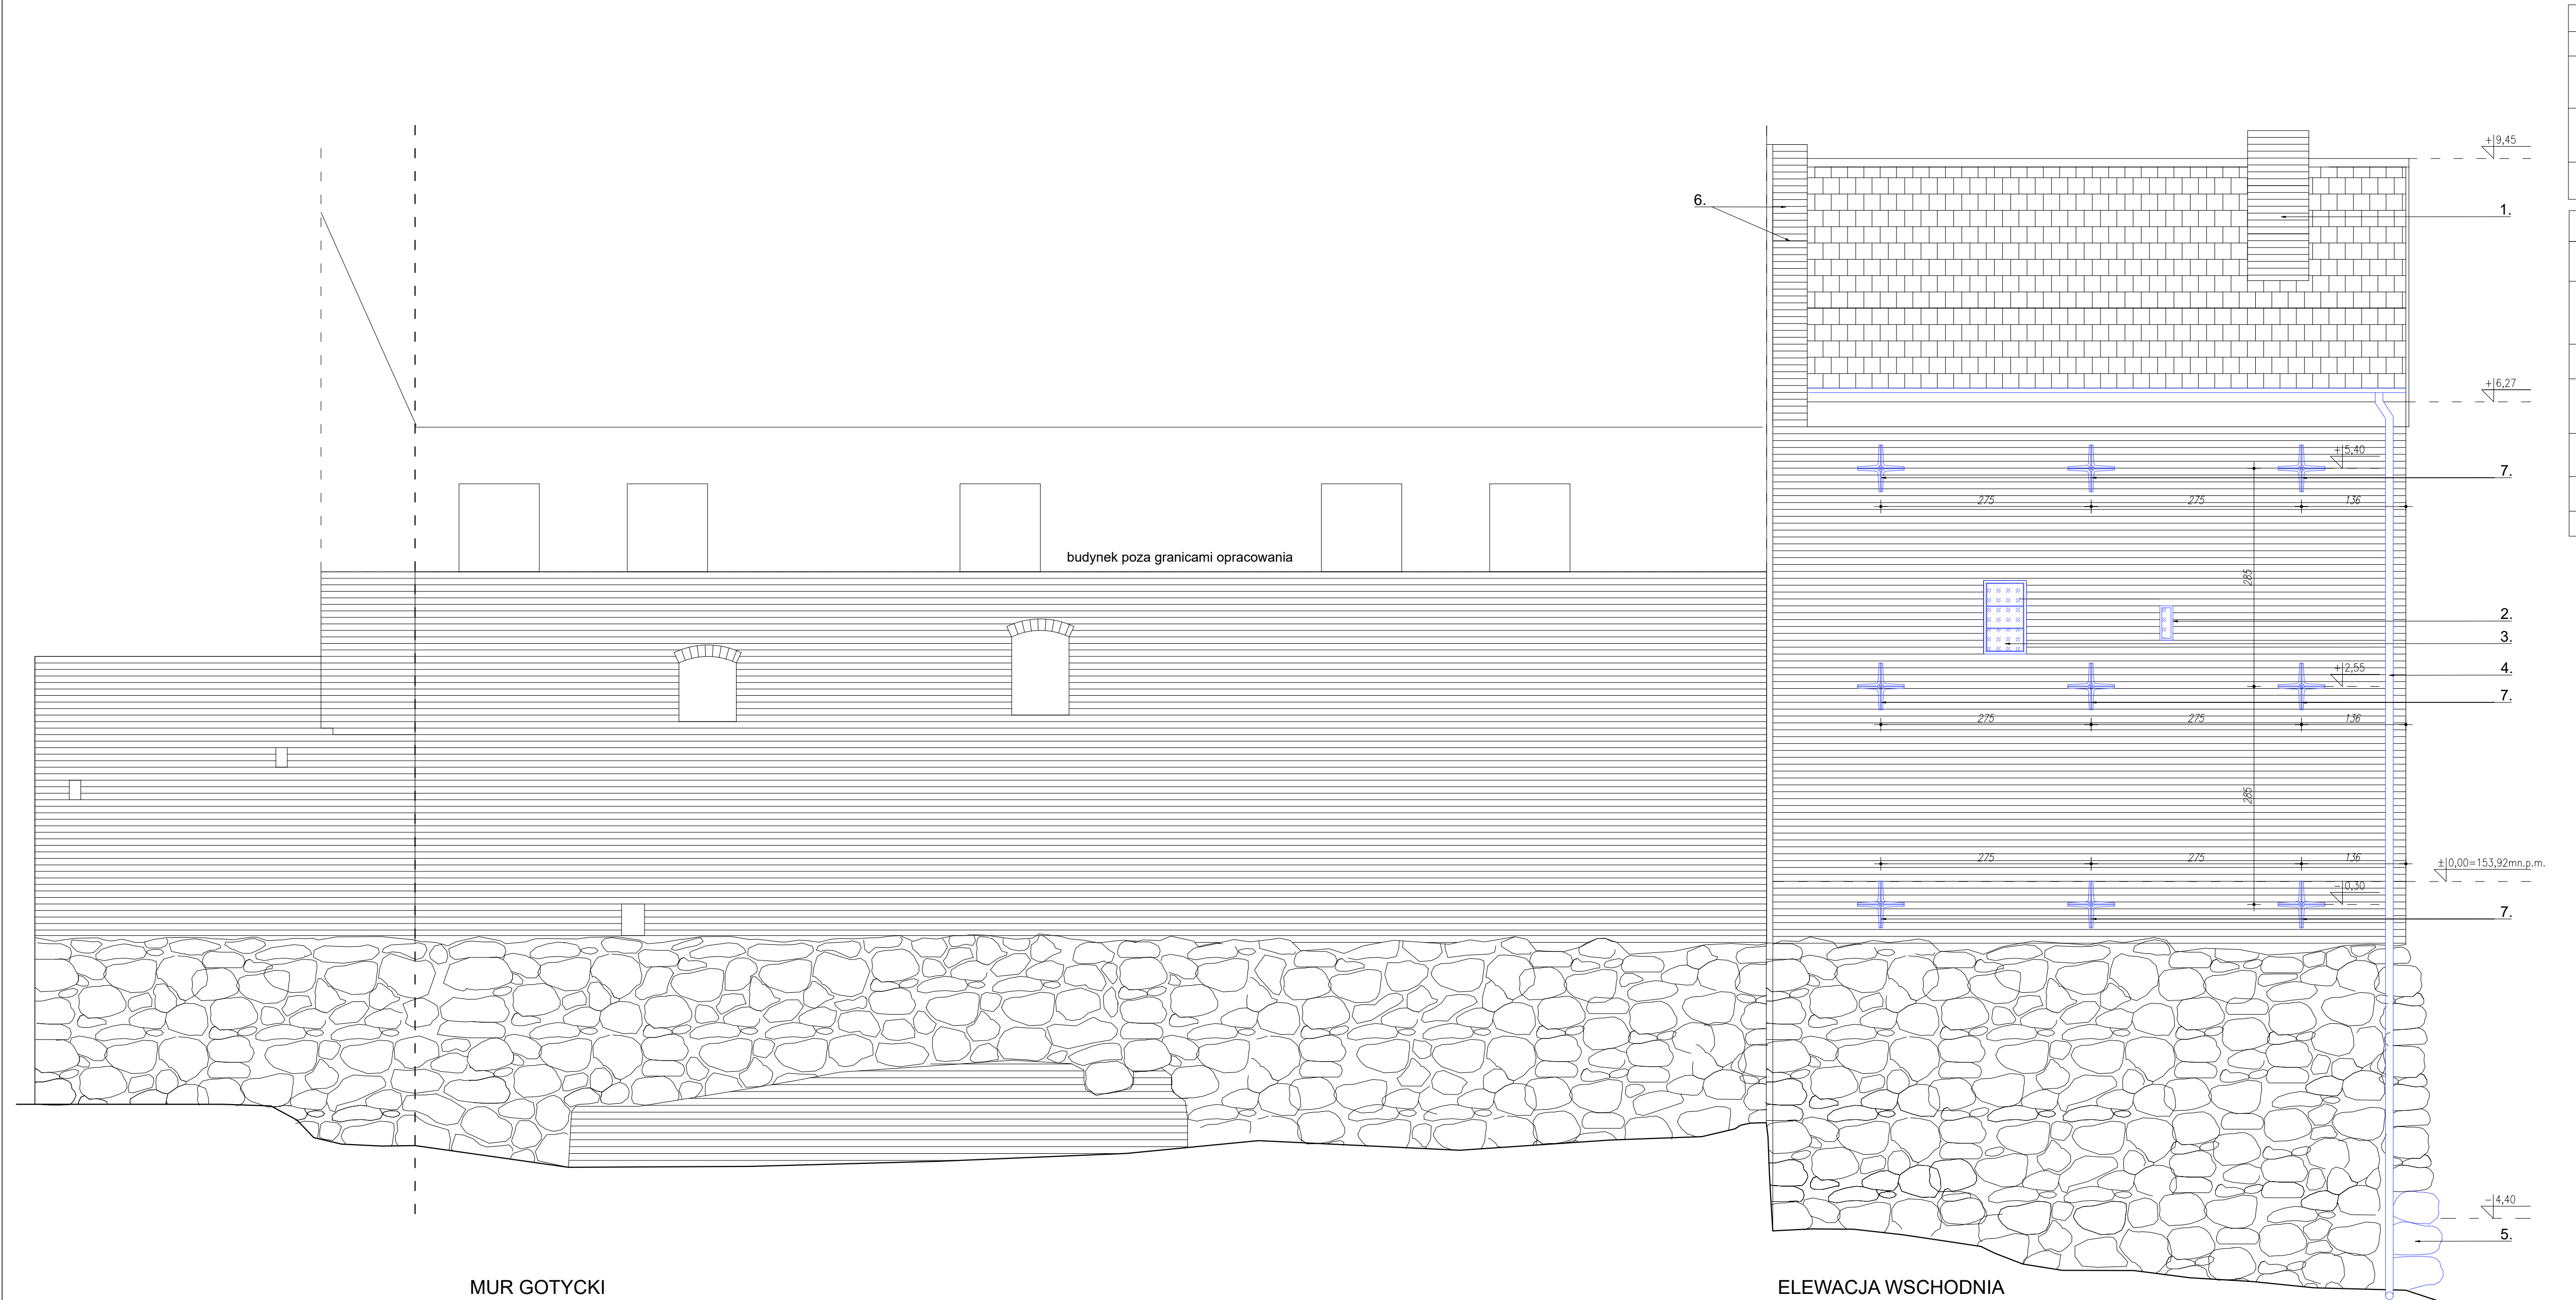 +9,45
6.
1.
+6,27
+5,40
7.
275 275 136
budynek poza granicami opracowania
285
2.
3.
+2,55
4.
7.
275 275 136
285
275 275 136
±0,00=153,92mn.p.m.
-0,30
7.
-4,40
5.
MUR GOTYCKI
ELEWACJA WSCHODNIA